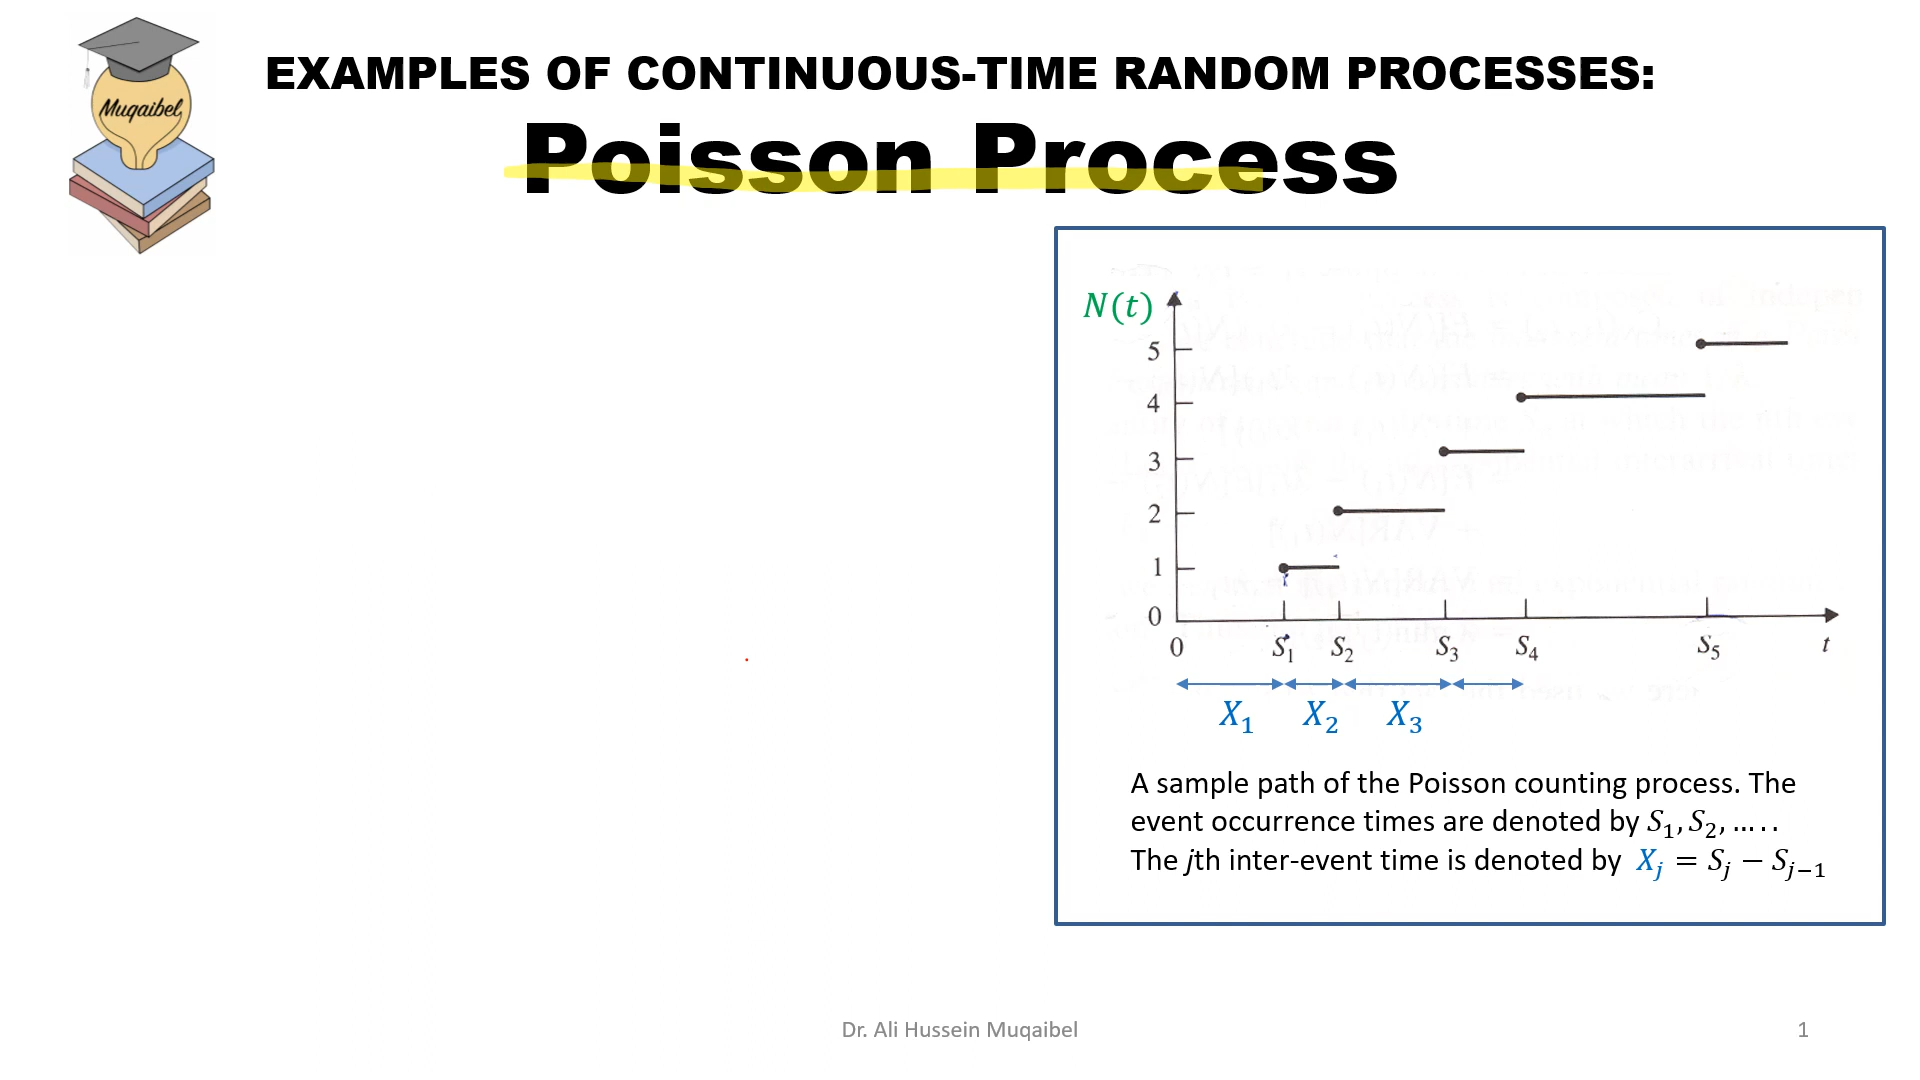 Muqaibel
EXAMPLES OF CONTINUOUS-TIME RANDOM PROCESSES:
Poisson Process
N(t)
5
4
3
2
1
0
0 S₁ S₂ S₃ S₄ S₅ t
X₁ X₂ X₃
A sample path of the Poisson counting process. The
event occurrence times are denoted by S₁, S₂, … . .
The jth inter-event time is denoted by Xⱼ = Sⱼ − Sⱼ₋₁
Dr. Ali Hussein Muqaibel
1